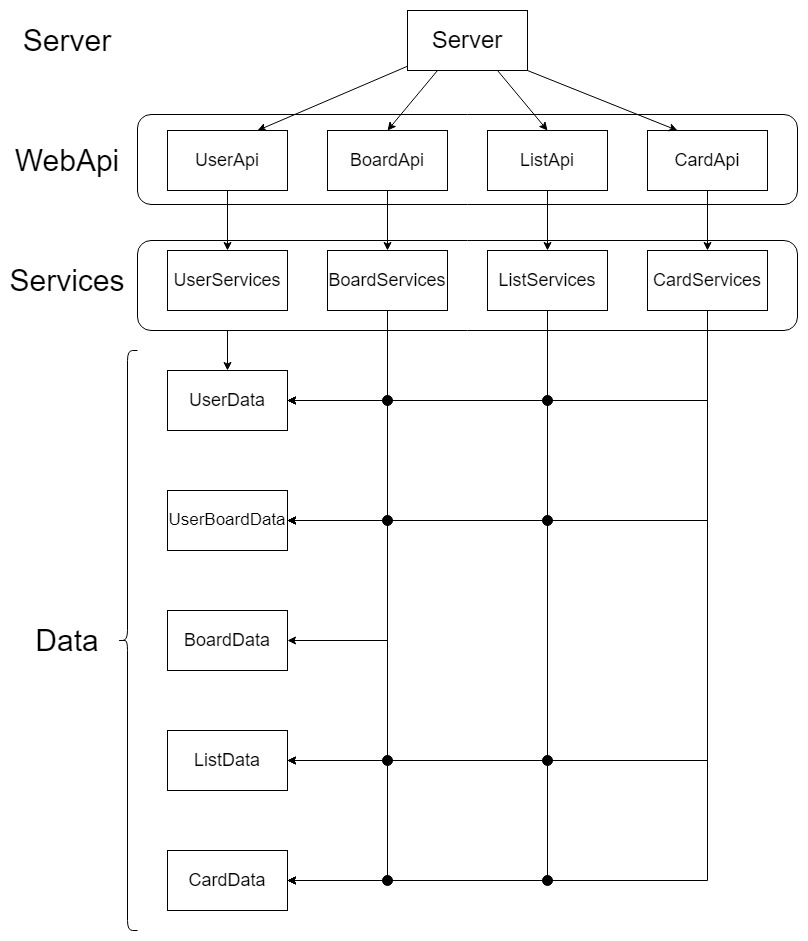 Server
Server
WebApi
UserApi
BoardApi
ListApi
CardApi
Services
UserServices
BoardServices
ListServices
CardServices
Data
UserData
UserBoardData
BoardData
ListData
CardData